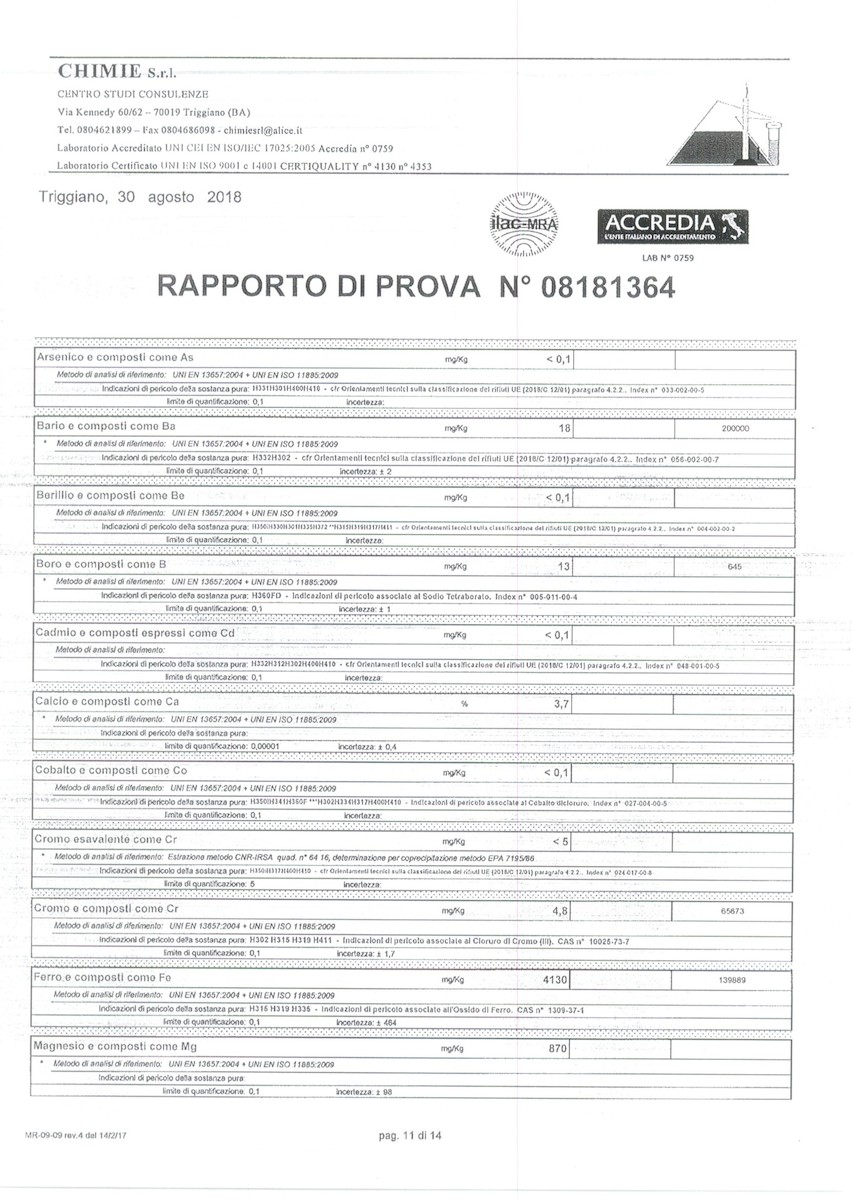 CHIMIE S.r.l.
CENTRO STUDI CONSULENZE
Via Kennedy 60/62 – 70019 Triggiano (BA)
Tel. 0804621899 – Fax 0804686098 - chimiesrl@alice.it
Laboratorio Accreditato UNI CEI EN ISO/IEC 17025:2005 Accredia n° 0759
Laboratorio Certificato UNI EN ISO 9001 e 14001 CERTIQUALITY n° 4130 n° 4353
Triggiano, 30 agosto 2018
ilac-MRA
ACCREDIA
L'ENTE ITALIANO DI ACCREDITAMENTO
LAB N° 0759
RAPPORTO DI PROVA N° 08181364
Arsenico e composti come As mg/Kg < 0,1
Metodo di analisi di riferimento: UNI EN 13657:2004 + UNI EN ISO 11885:2009
Indicazioni di pericolo della sostanza pura: H331H301H400H410 - cfr Orientamenti tecnici sulla classificazione dei rifiuti UE (2018/C 12/01) paragrafo 4.2.2.. Index n° 033-002-00-5
limite di quantificazione: 0,1 incertezza:
Bario e composti come Ba mg/Kg 18 200000
* Metodo di analisi di riferimento: UNI EN 13657:2004 + UNI EN ISO 11885:2009
Indicazioni di pericolo della sostanza pura: H332H302 - cfr Orientamenti tecnici sulla classificazione dei rifiuti UE (2018/C 12/01) paragrafo 4.2.2.. Index n° 056-002-00-7
limite di quantificazione: 0,1 incertezza: ± 2
Berillio e composti come Be mg/Kg < 0,1
Metodo di analisi di riferimento: UNI EN 13657:2004 + UNI EN ISO 11885:2009
Indicazioni di pericolo della sostanza pura: H350iH330H301H335H372 **H315H319H317H411 - cfr Orientamenti tecnici sulla classificazione dei rifiuti UE (2018/C 12/01) paragrafo 4.2.2.. Index n° 004-002-00-2
limite di quantificazione: 0,1 incertezza:
Boro e composti come B mg/Kg 13 645
* Metodo di analisi di riferimento: UNI EN 13657:2004 + UNI EN ISO 11885:2009
Indicazioni di pericolo della sostanza pura: H360FD - Indicazioni di pericolo associate al Sodio Tetraborato. Index n° 005-011-00-4
limite di quantificazione: 0,1 incertezza: ± 1
Cadmio e composti espressi come Cd mg/Kg < 0,1
Metodo di analisi di riferimento:
Indicazioni di pericolo della sostanza pura: H332H312H302H400H410 - cfr Orientamenti tecnici sulla classificazione dei rifiuti UE (2018/C 12/01) paragrafo 4.2.2.. Index n° 048-001-00-5
limite di quantificazione: 0,1 incertezza:
Calcio e composti come Ca % 3,7
* Metodo di analisi di riferimento: UNI EN 13657:2004 + UNI EN ISO 11885:2009
Indicazioni di pericolo della sostanza pura:
limite di quantificazione: 0,00001 incertezza: ± 0,4
Cobalto e composti come Co mg/Kg < 0,1
Metodo di analisi di riferimento: UNI EN 13657:2004 + UNI EN ISO 11885:2009
Indicazioni di pericolo della sostanza pura: H350iH341H360F ***H302H334H317H400H410 - Indicazioni di pericolo associate al Cobalto dicloruro. Index n° 027-004-00-5
limite di quantificazione: 0,1 incertezza:
Cromo esavalente come Cr mg/Kg < 5
* Metodo di analisi di riferimento: Estrazione metodo CNR-IRSA quad. n° 64 16, determinazione per coprecipitazione metodo EPA 7195/86
Indicazioni di pericolo della sostanza pura: H350iH317H400H410 - cfr Orientamenti tecnici sulla classificazione dei rifiuti UE (2018/C 12/01) paragrafo 4.2.2.. Index n° 024-017-00-8
limite di quantificazione: 5 incertezza:
Cromo e composti come Cr mg/Kg 4,8 65673
Metodo di analisi di riferimento: UNI EN 13657:2004 + UNI EN ISO 11885:2009
Indicazioni di pericolo della sostanza pura: H302 H315 H319 H411 - Indicazioni di pericolo associate al Cloruro di Cromo (III). CAS n° 10025-73-7
limite di quantificazione: 0,1 incertezza: ± 1,7
Ferro e composti come Fe mg/Kg 4130 139889
Metodo di analisi di riferimento: UNI EN 13657:2004 + UNI EN ISO 11885:2009
Indicazioni di pericolo della sostanza pura: H315 H319 H335 - Indicazioni di pericolo associate all'Ossido di Ferro. CAS n° 1309-37-1
limite di quantificazione: 0,1 incertezza: ± 464
Magnesio e composti come Mg mg/Kg 870
* Metodo di analisi di riferimento: UNI EN 13657:2004 + UNI EN ISO 11885:2009
Indicazioni di pericolo della sostanza pura:
limite di quantificazione: 0,1 incertezza: ± 98
MR-09-09 rev.4 del 14/2/17 pag. 11 di 14